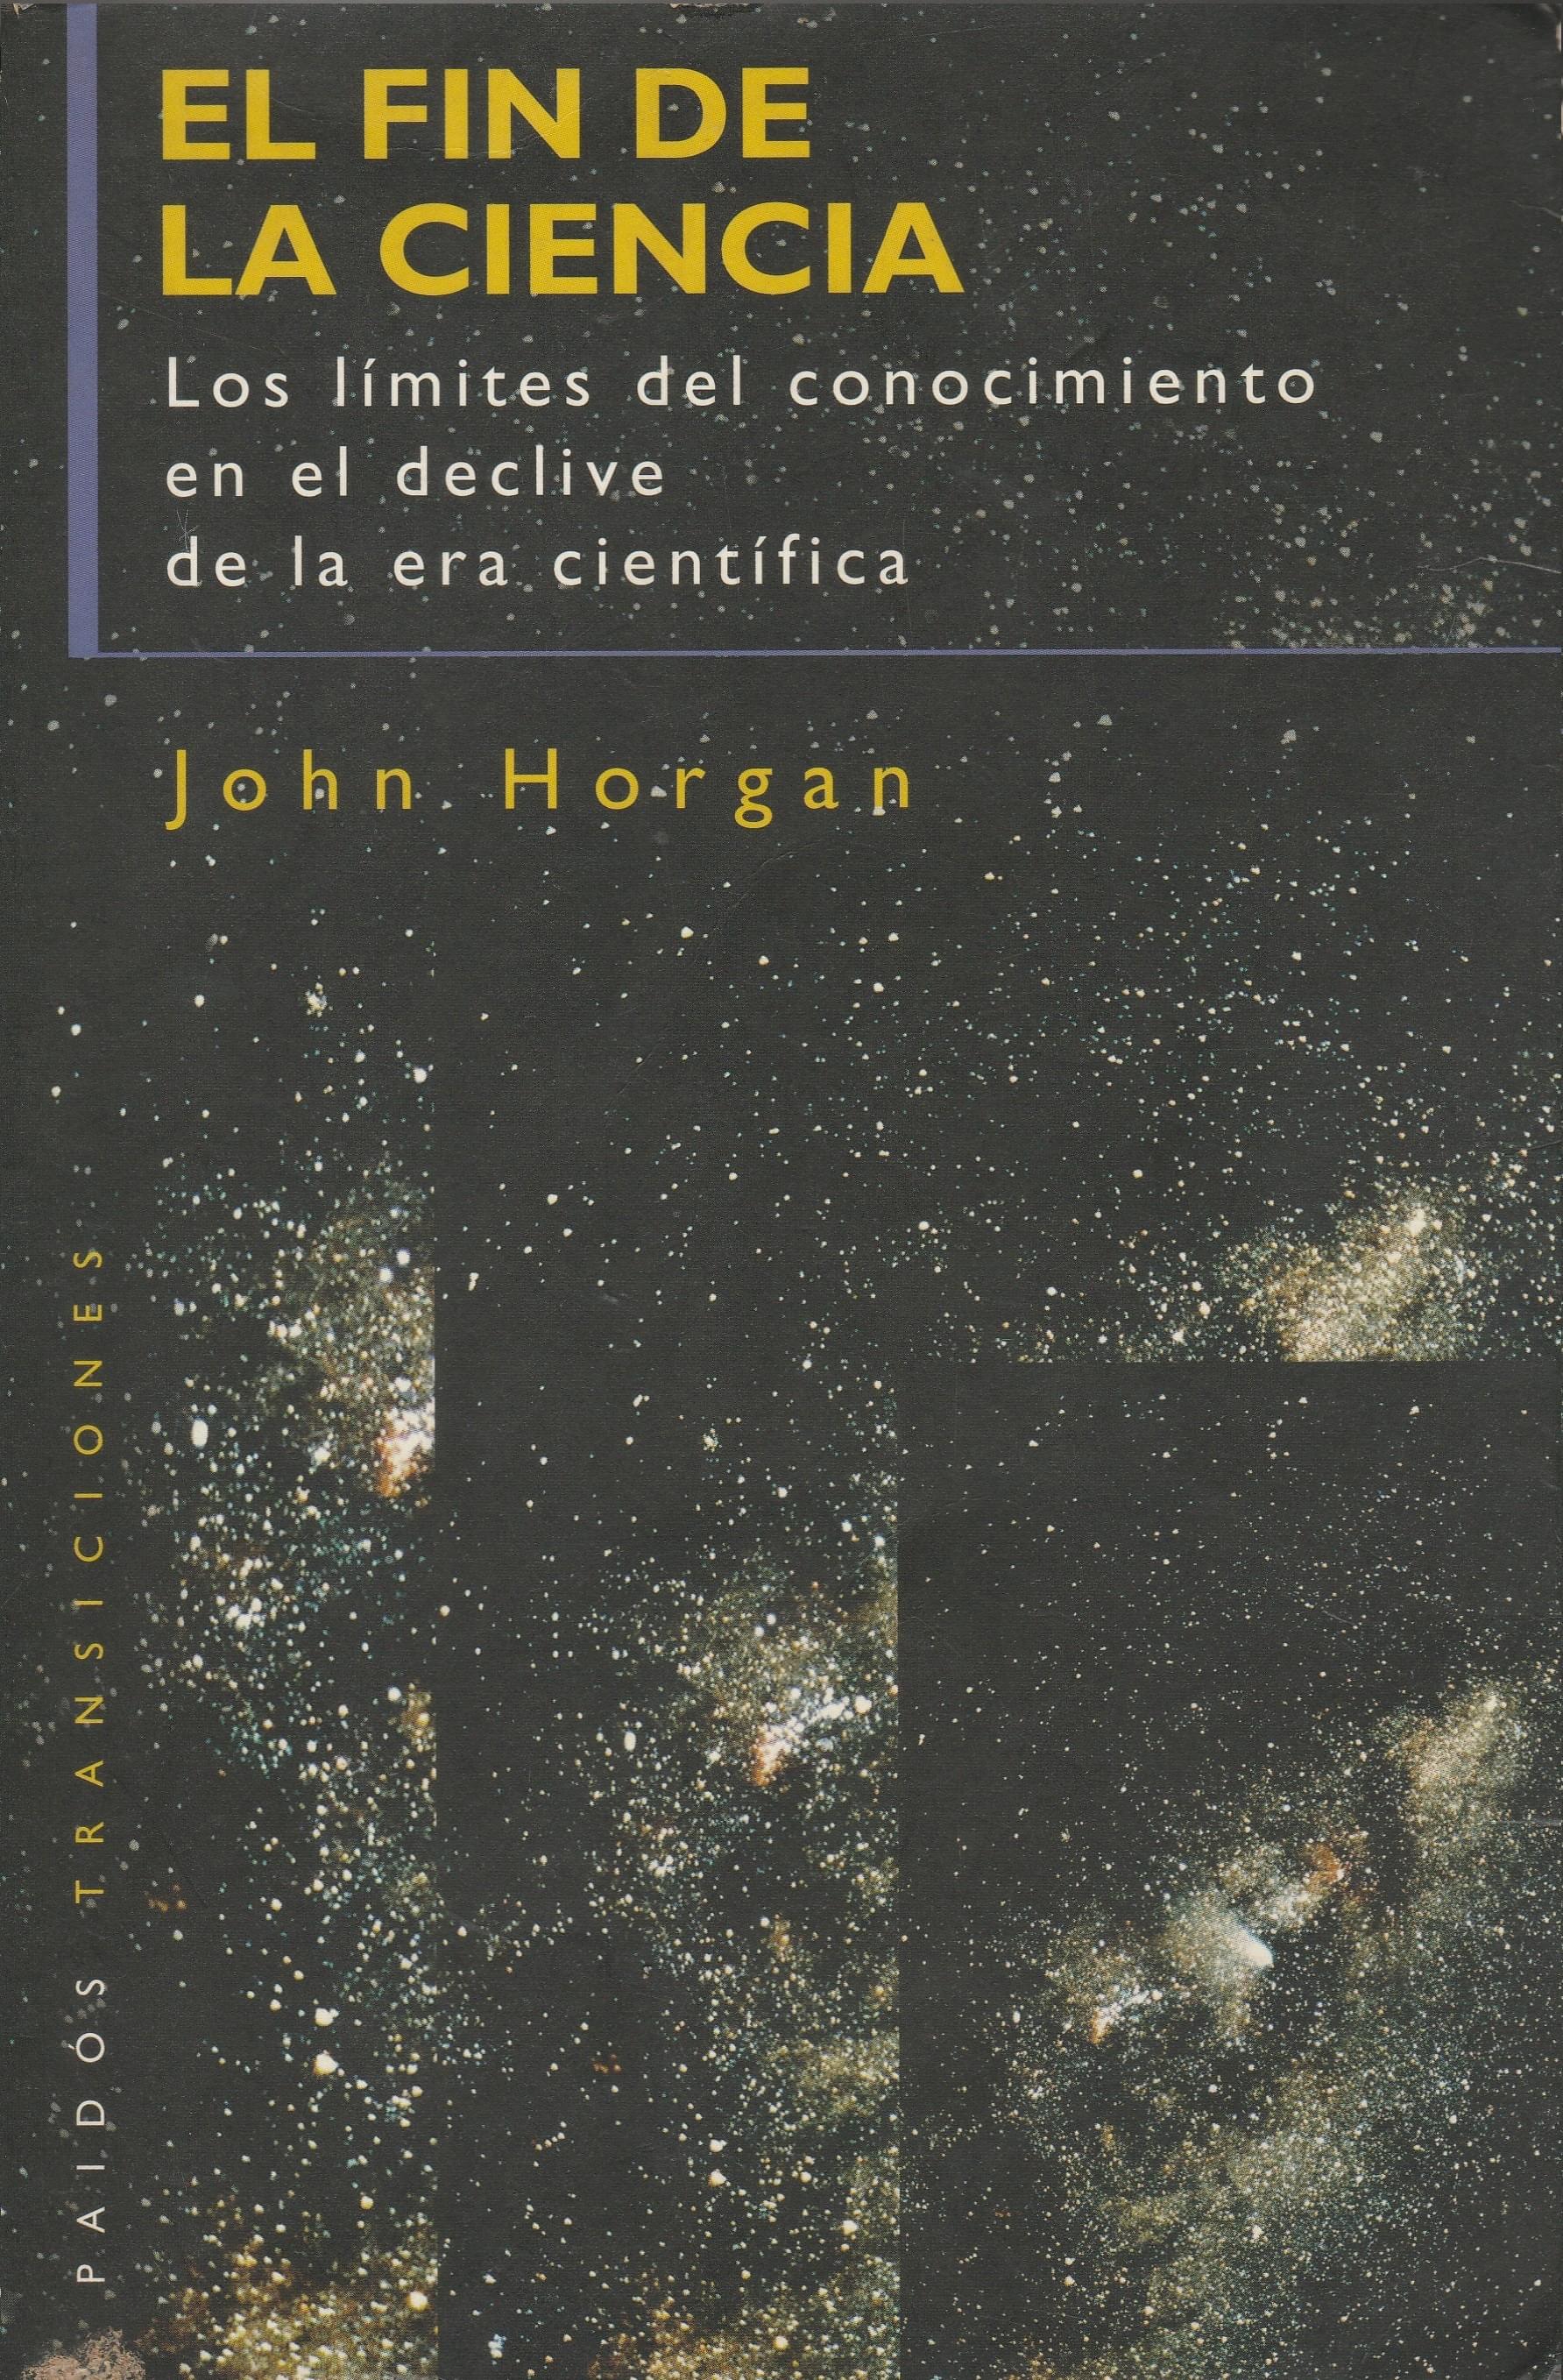 EL FIN DE
LA CIENCIA
Los límites del conocimiento
en el declive
de la era científica
John Horgan
PAIDÓS TRANSICIONES